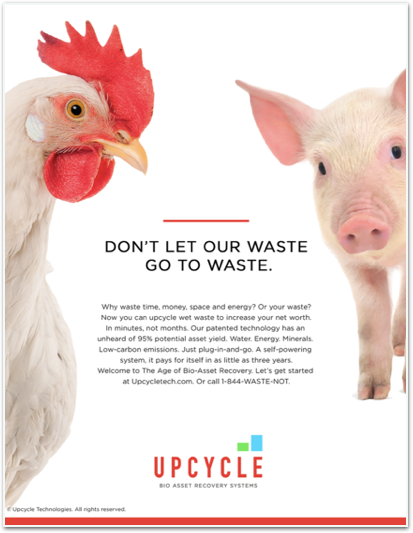 DON'T LET OUR WASTE
GO TO WASTE.
Why waste time, money, space and energy? Or your waste?
Now you can upcycle wet waste to increase your net worth.
In minutes, not months. Our patented technology has an
unheard of 95% potential asset yield. Water. Energy. Minerals.
Low-carbon emissions. Just plug-in-and-go. A self-powering
system, it pays for itself in as little as three years.
Welcome to The Age of Bio-Asset Recovery. Let's get started
at Upcycletech.com. Or call 1-844-WASTE-NOT.
UPCYCLE
BIO ASSET RECOVERY SYSTEMS
© Upcycle Technologies. All rights reserved.